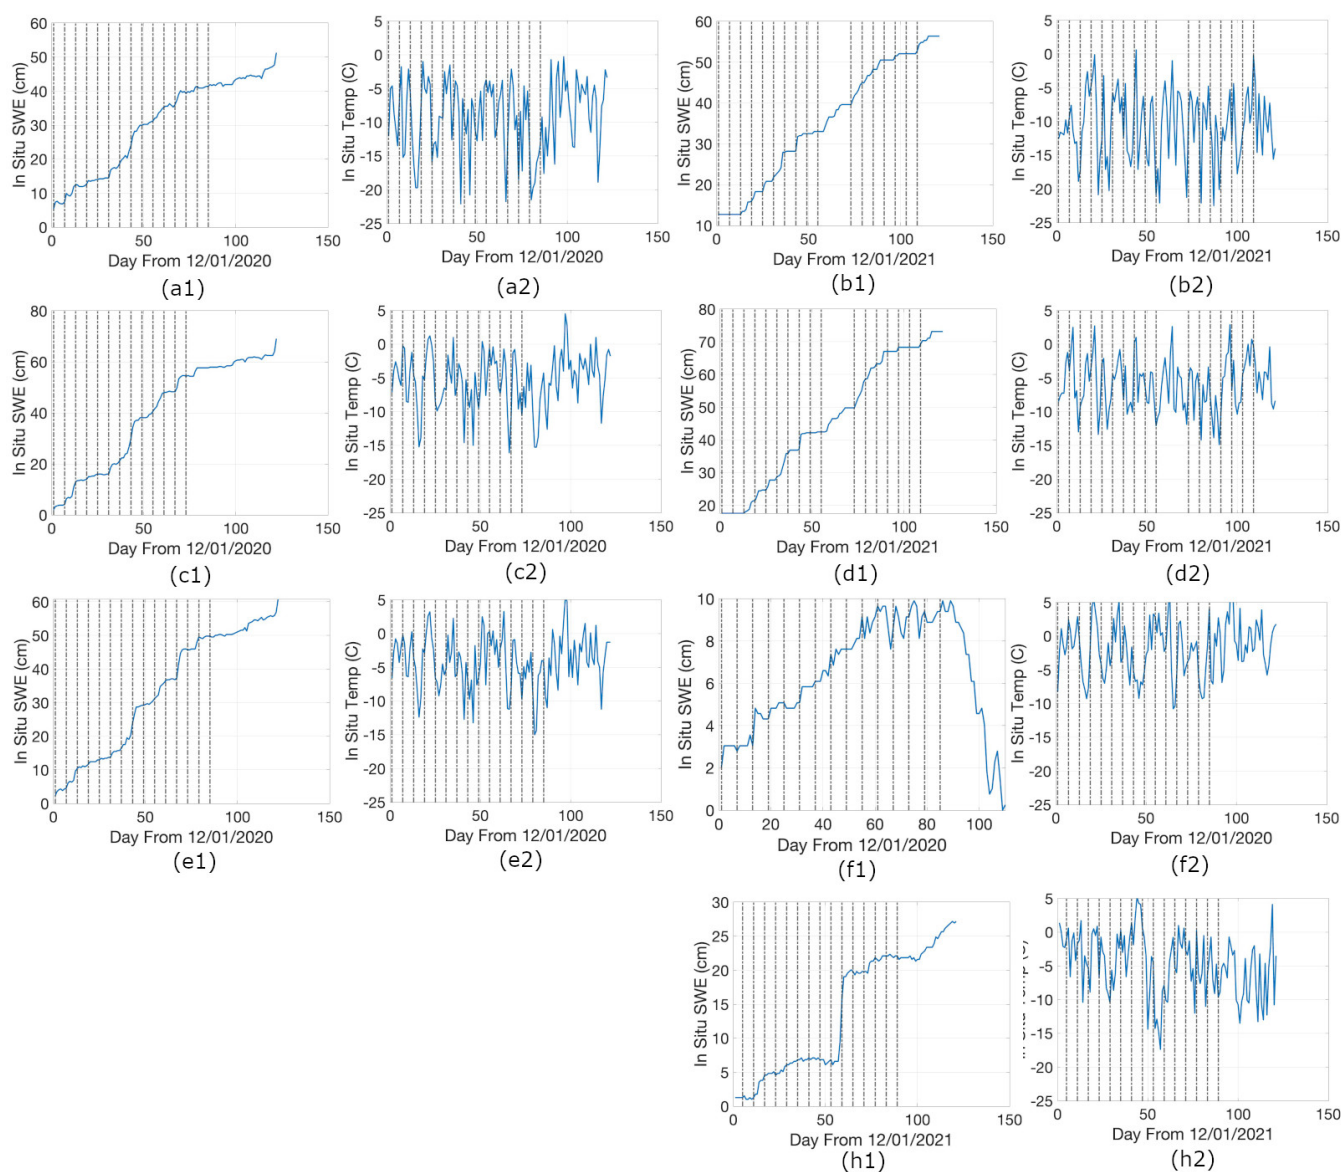 60
50
40
30
20
10
0
In Situ SWE (cm)
0 50 100 150
Day From 12/01/2020
(a1)
5
0
-5
-10
-15
-20
-25
In Situ Temp (C)
0 50 100 150
Day From 12/01/2020
(a2)
60
50
40
30
20
10
In Situ SWE (cm)
0 50 100 150
Day From 12/01/2021
(b1)
5
0
-5
-10
-15
-20
-25
In Situ Temp (C)
0 50 100 150
Day From 12/01/2021
(b2)
80
60
40
20
0
In Situ SWE (cm)
0 50 100 150
Day From 12/01/2020
(c1)
5
0
-5
-10
-15
-20
-25
In Situ Temp (C)
0 50 100 150
Day From 12/01/2020
(c2)
80
70
60
50
40
30
20
In Situ SWE (cm)
0 50 100 150
Day From 12/01/2021
(d1)
5
0
-5
-10
-15
-20
-25
In Situ Temp (C)
0 50 100 150
Day From 12/01/2021
(d2)
60
50
40
30
20
10
0
In Situ SWE (cm)
0 50 100 150
Day From 12/01/2020
(e1)
5
0
-5
-10
-15
-20
-25
In Situ Temp (C)
0 50 100 150
Day From 12/01/2020
(e2)
10
8
6
4
2
0
In Situ SWE (cm)
0 20 40 60 80 100
Day From 12/01/2020
(f1)
5
0
-5
-10
-15
-20
-25
In Situ Temp (C)
0 50 100 150
Day From 12/01/2020
(f2)
30
25
20
15
10
5
0
In Situ SWE (cm)
0 50 100 150
Day From 12/01/2021
(h1)
5
0
-5
-10
-15
-20
-25
0 50 100 150
Day From 12/01/2021
(h2)